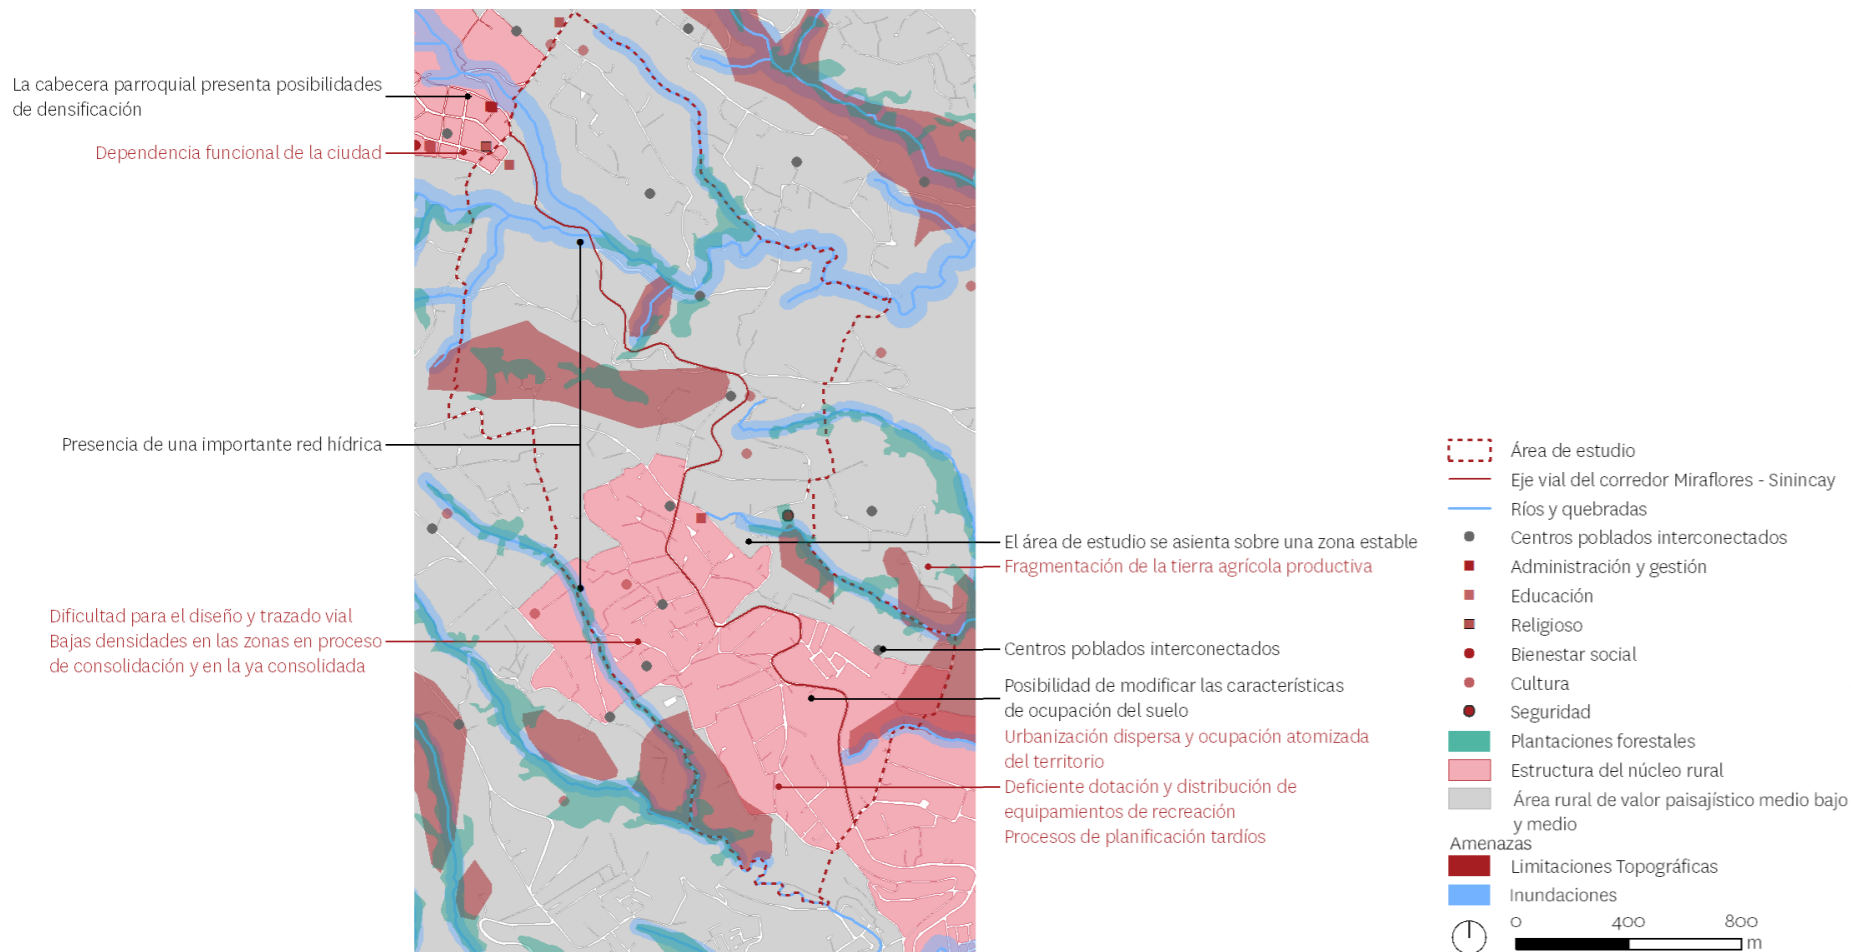 La cabecera parroquial presenta posibilidades
de densificación
Dependencia funcional de la ciudad
Presencia de una importante red hídrica
Dificultad para el diseño y trazado vial
Bajas densidades en las zonas en proceso
de consolidación y en la ya consolidada
El área de estudio se asienta sobre una zona estable
Fragmentación de la tierra agrícola productiva
Centros poblados interconectados
Posibilidad de modificar las características
de ocupación del suelo
Urbanización dispersa y ocupación atomizada
del territorio
Deficiente dotación y distribución de
equipamientos de recreación
Procesos de planificación tardíos
Área de estudio
Eje vial del corredor Miraflores - Sinincay
Ríos y quebradas
Centros poblados interconectados
Administración y gestión
Educación
Religioso
Bienestar social
Cultura
Seguridad
Plantaciones forestales
Estructura del núcleo rural
Área rural de valor paisajístico medio bajo
y medio
Amenazas
Limitaciones Topográficas
Inundaciones
0 400 800
m